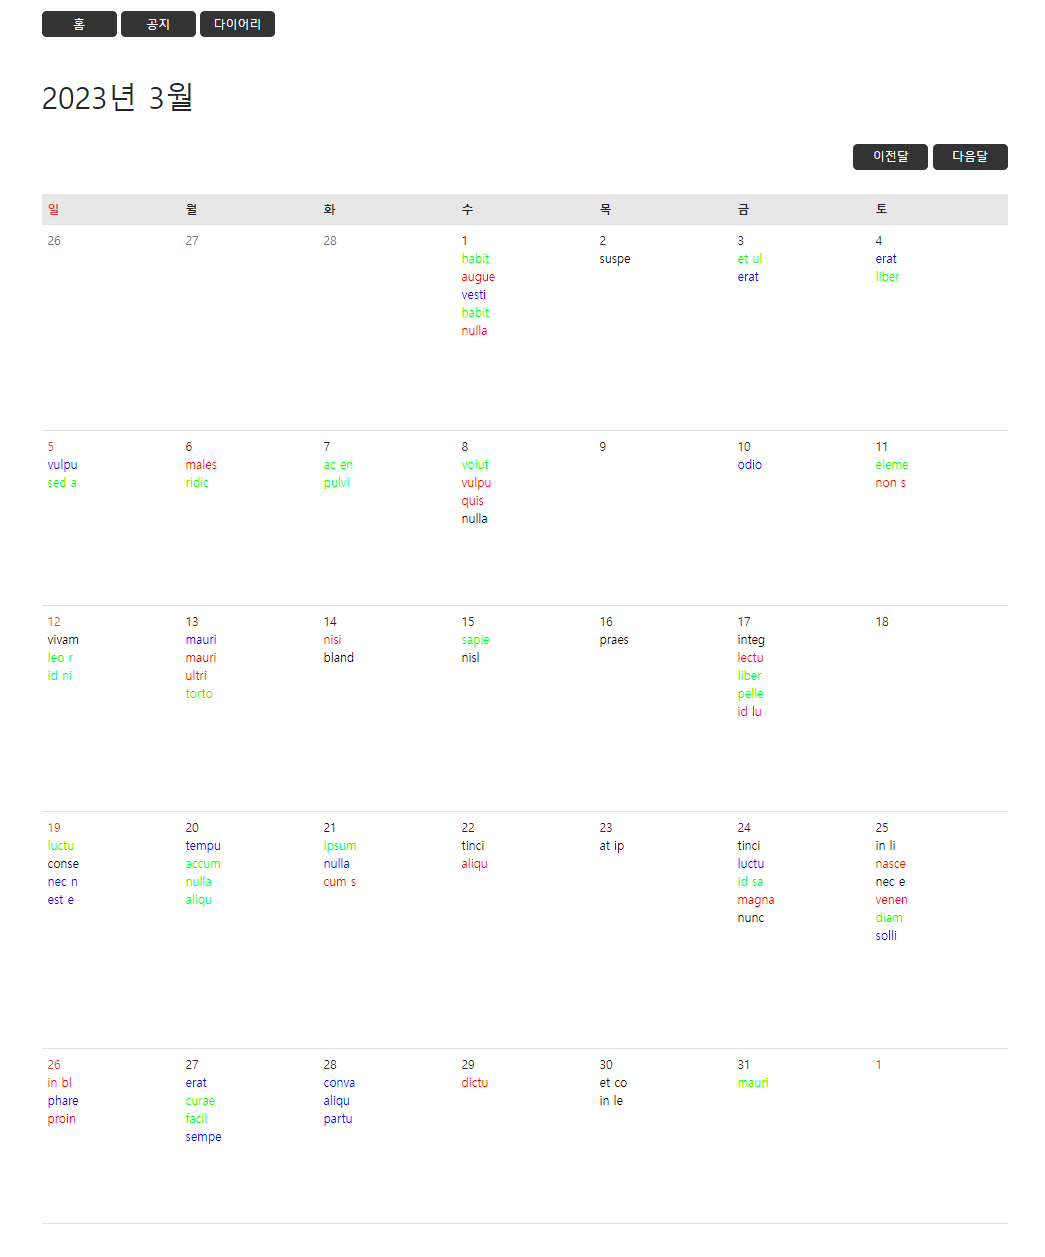 홈 공지 다이어리
2023년 3월
이전달 다음달
일 월 화 수 목 금 토
26 27 28 1 2 3 4
habit suspe et ul erat
augue erat liber
vesti
habit
nulla
5 6 7 8 9 10 11
vulpu males ac en volut odio eleme
sed a ridic pulvi vulpu non s
quis
nulla
12 13 14 15 16 17 18
vivam mauri nisi sapie praes integ
leo r mauri bland nisl lectu
id ni ultri liber
torto pelle
id lu
19 20 21 22 23 24 25
luctu tempu ipsum tinci at ip tinci in li
conse accum nulla aliqu luctu nasce
nec n nulla cum s id sa nec e
est e aliqu magna venen
nunc diam
solli
26 27 28 29 30 31 1
in bl erat conva dictu et co mauri
phare curae aliqu in le
proin facil partu
sempe